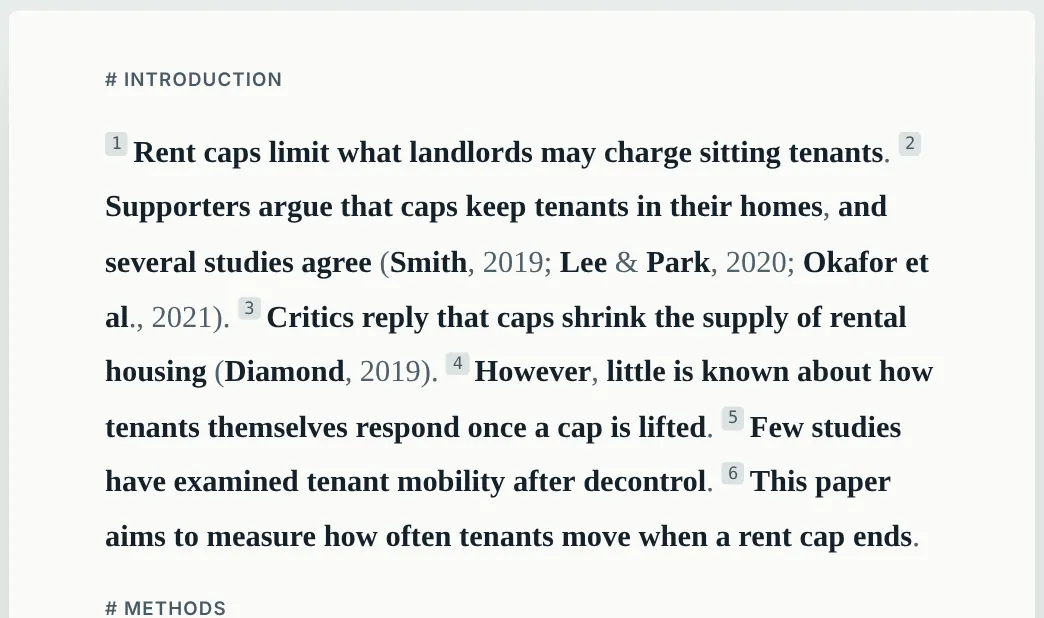 # INTRODUCTION
1 Rent caps limit what landlords may charge sitting tenants. 2
Supporters argue that caps keep tenants in their homes, and
several studies agree (Smith, 2019; Lee & Park, 2020; Okafor et
al., 2021). 3 Critics reply that caps shrink the supply of rental
housing (Diamond, 2019). 4 However, little is known about how
tenants themselves respond once a cap is lifted. 5 Few studies
have examined tenant mobility after decontrol. 6 This paper
aims to measure how often tenants move when a rent cap ends.
# METHODS